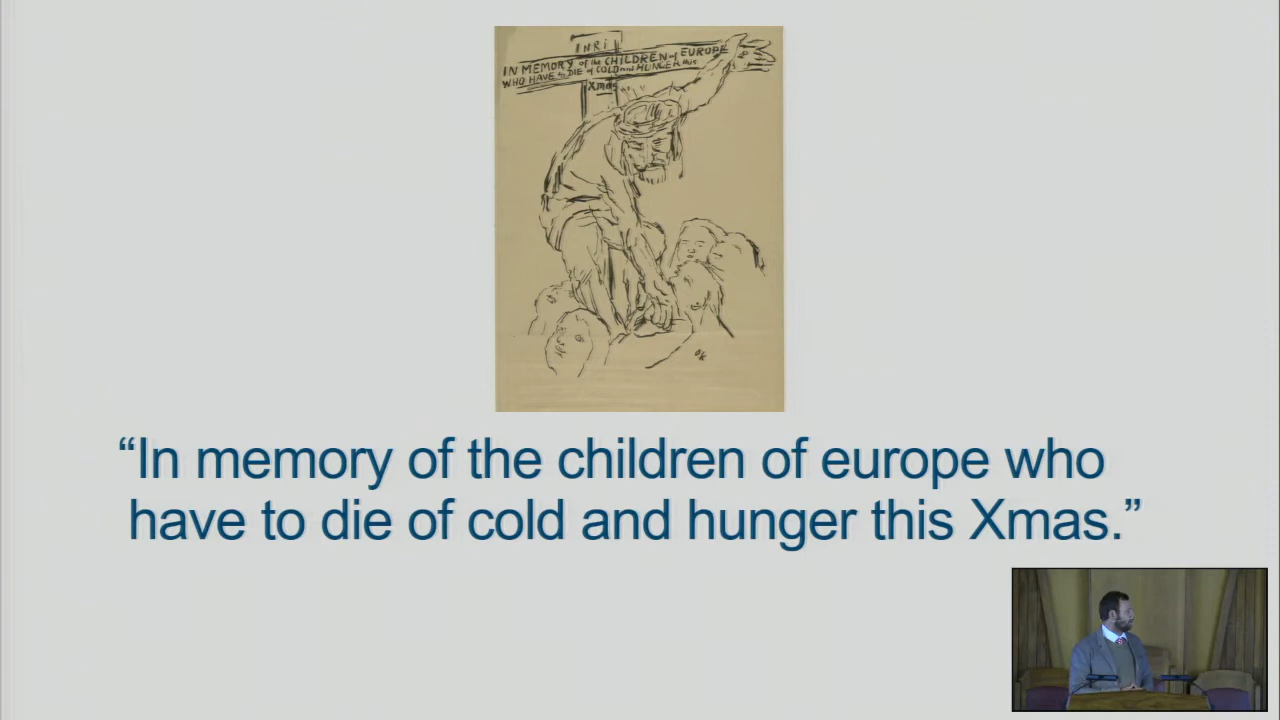 INRI
IN MEMORY of the CHILDREN of EUROPE
WHO HAVE to DIE of COLD and HUNGER this
Xmas
OK
“In memory of the children of europe who
have to die of cold and hunger this Xmas.”